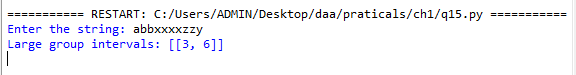 =========== RESTART: C:/Users/ADMIN/Desktop/daa/praticals/ch1/q15.py ===========
Enter the string: abbxxxxzzy
Large group intervals: [[3, 6]]